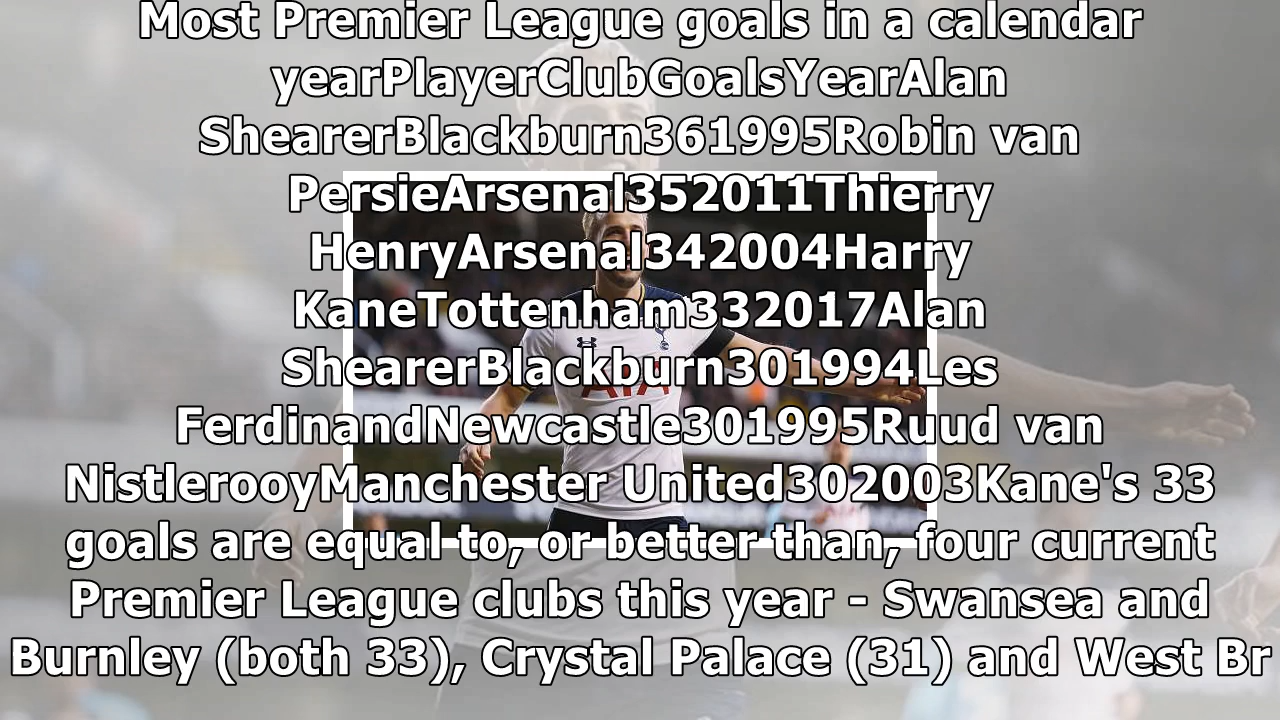 Most Premier League goals in a calendar
yearPlayerClubGoalsYearAlan
ShearerBlackburn361995Robin van
PersieArsenal352011Thierry
HenryArsenal342004Harry
KaneTottenham332017Alan
ShearerBlackburn301994Les
FerdinandNewcastle301995Ruud van
NistlerooyManchester United302003Kane's 33
goals are equal to, or better than, four current
Premier League clubs this year - Swansea and
Burnley (both 33), Crystal Palace (31) and West Br
AIA